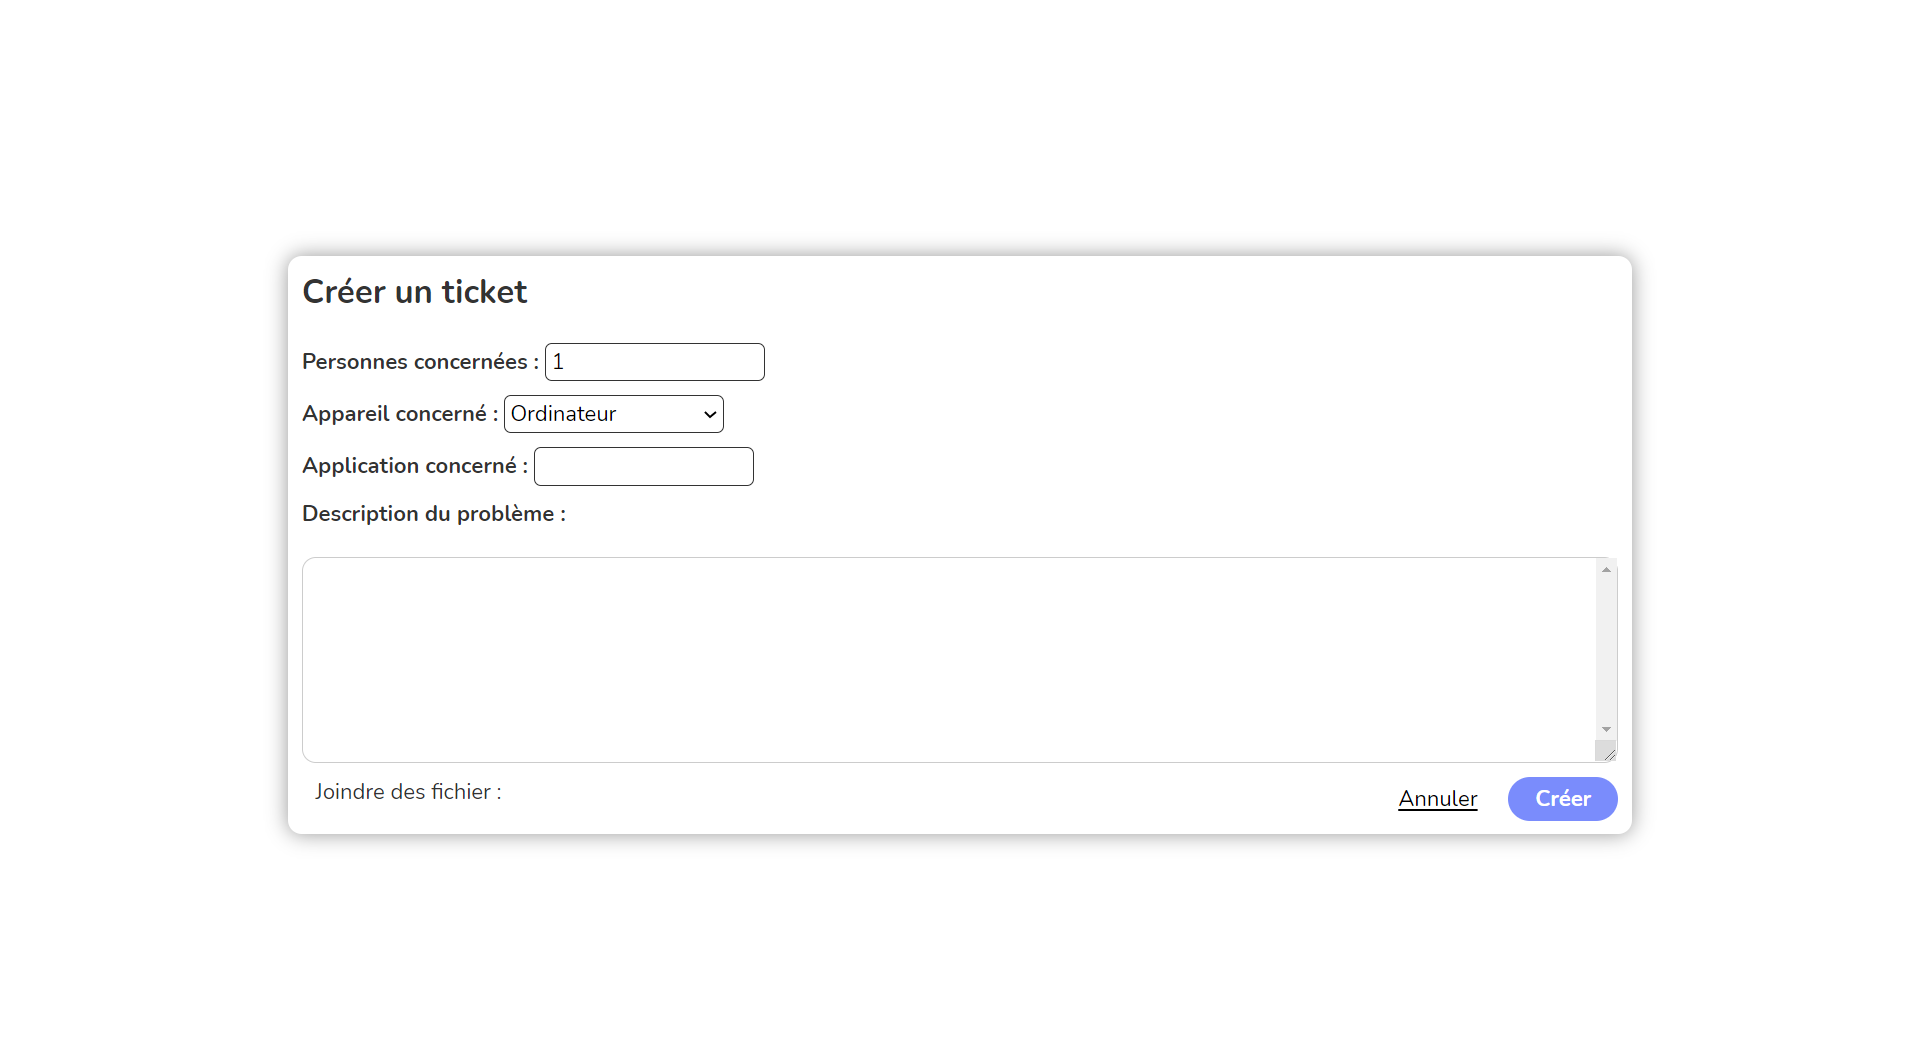 Créer un ticket
Personnes concernées : 1
Appareil concerné : Ordinateur
Application concerné :
Description du problème :
Joindre des fichier :
Annuler Créer